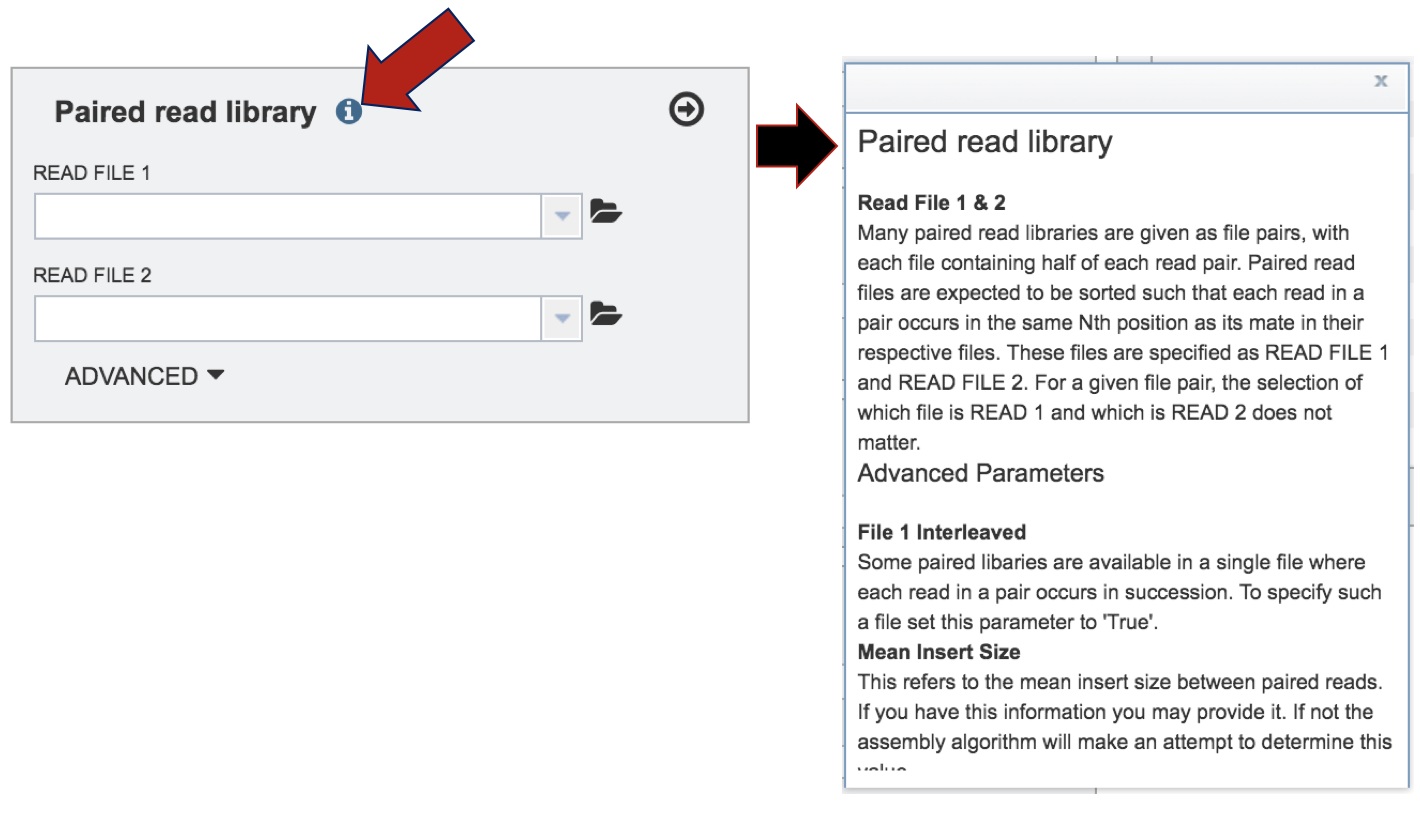 Paired read library
READ FILE 1
READ FILE 2
ADVANCED
x
Paired read library
Read File 1 & 2
Many paired read libraries are given as file pairs, with
each file containing half of each read pair. Paired read
files are expected to be sorted such that each read in a
pair occurs in the same Nth position as its mate in their
respective files. These files are specified as READ FILE 1
and READ FILE 2. For a given file pair, the selection of
which file is READ 1 and which is READ 2 does not
matter.
Advanced Parameters
File 1 Interleaved
Some paired libaries are available in a single file where
each read in a pair occurs in succession. To specify such
a file set this parameter to 'True'.
Mean Insert Size
This refers to the mean insert size between paired reads.
If you have this information you may provide it. If not the
assembly algorithm will make an attempt to determine this
value